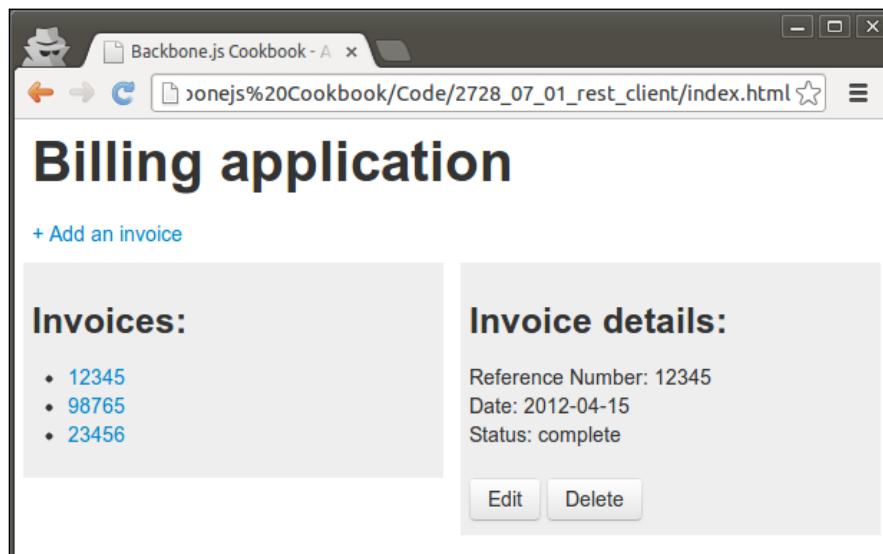 Backbone.js Cookbook - A
onejs%20Cookbook/Code/2728_07_01_rest_client/index.html
Billing application
+ Add an invoice
Invoices:
12345
98765
23456
Invoice details:
Reference Number: 12345
Date: 2012-04-15
Status: complete
Edit Delete